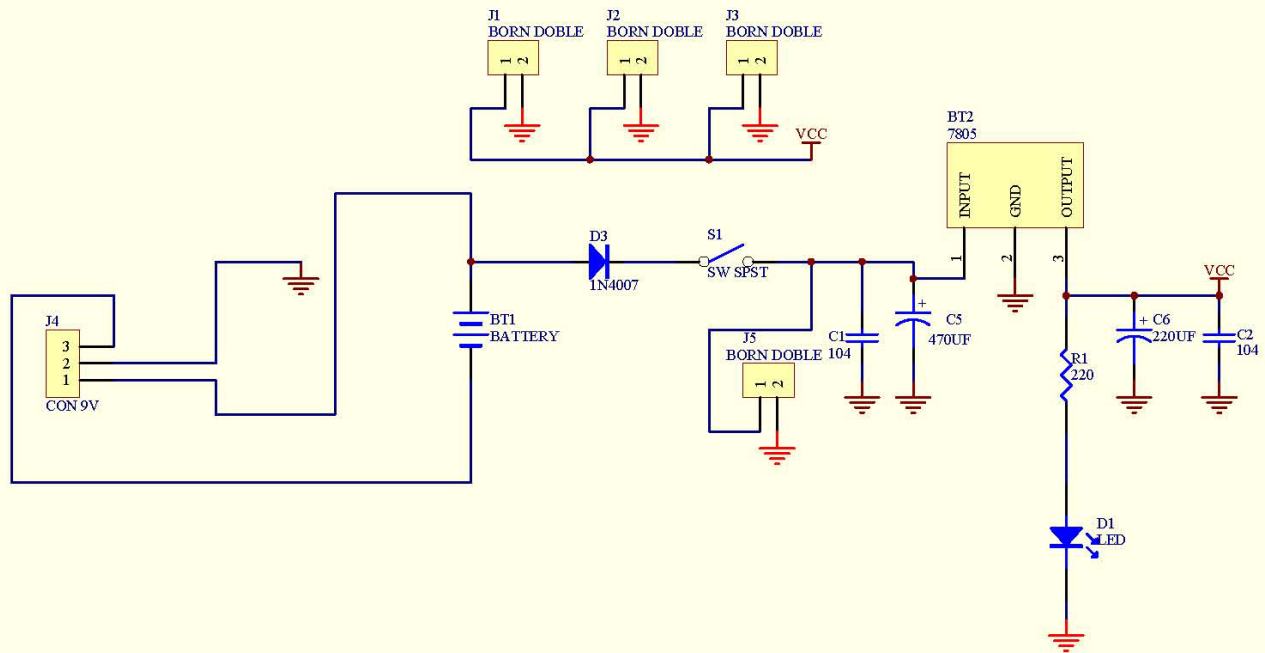 J1
BORN DOBLE
1
2
J2
BORN DOBLE
1
2
J3
BORN DOBLE
1
2
VCC
BT2
7805
INPUT
GND
OUTPUT
1
2
3
D3
1N4007
S1
SW SPST
VCC
J4
3
2
1
CON 9V
BT1
BATTERY
J5
BORN DOBLE
1
2
C1
104
+
C5
470UF
R1
220
+
C6
220UF
C2
104
D1
LED